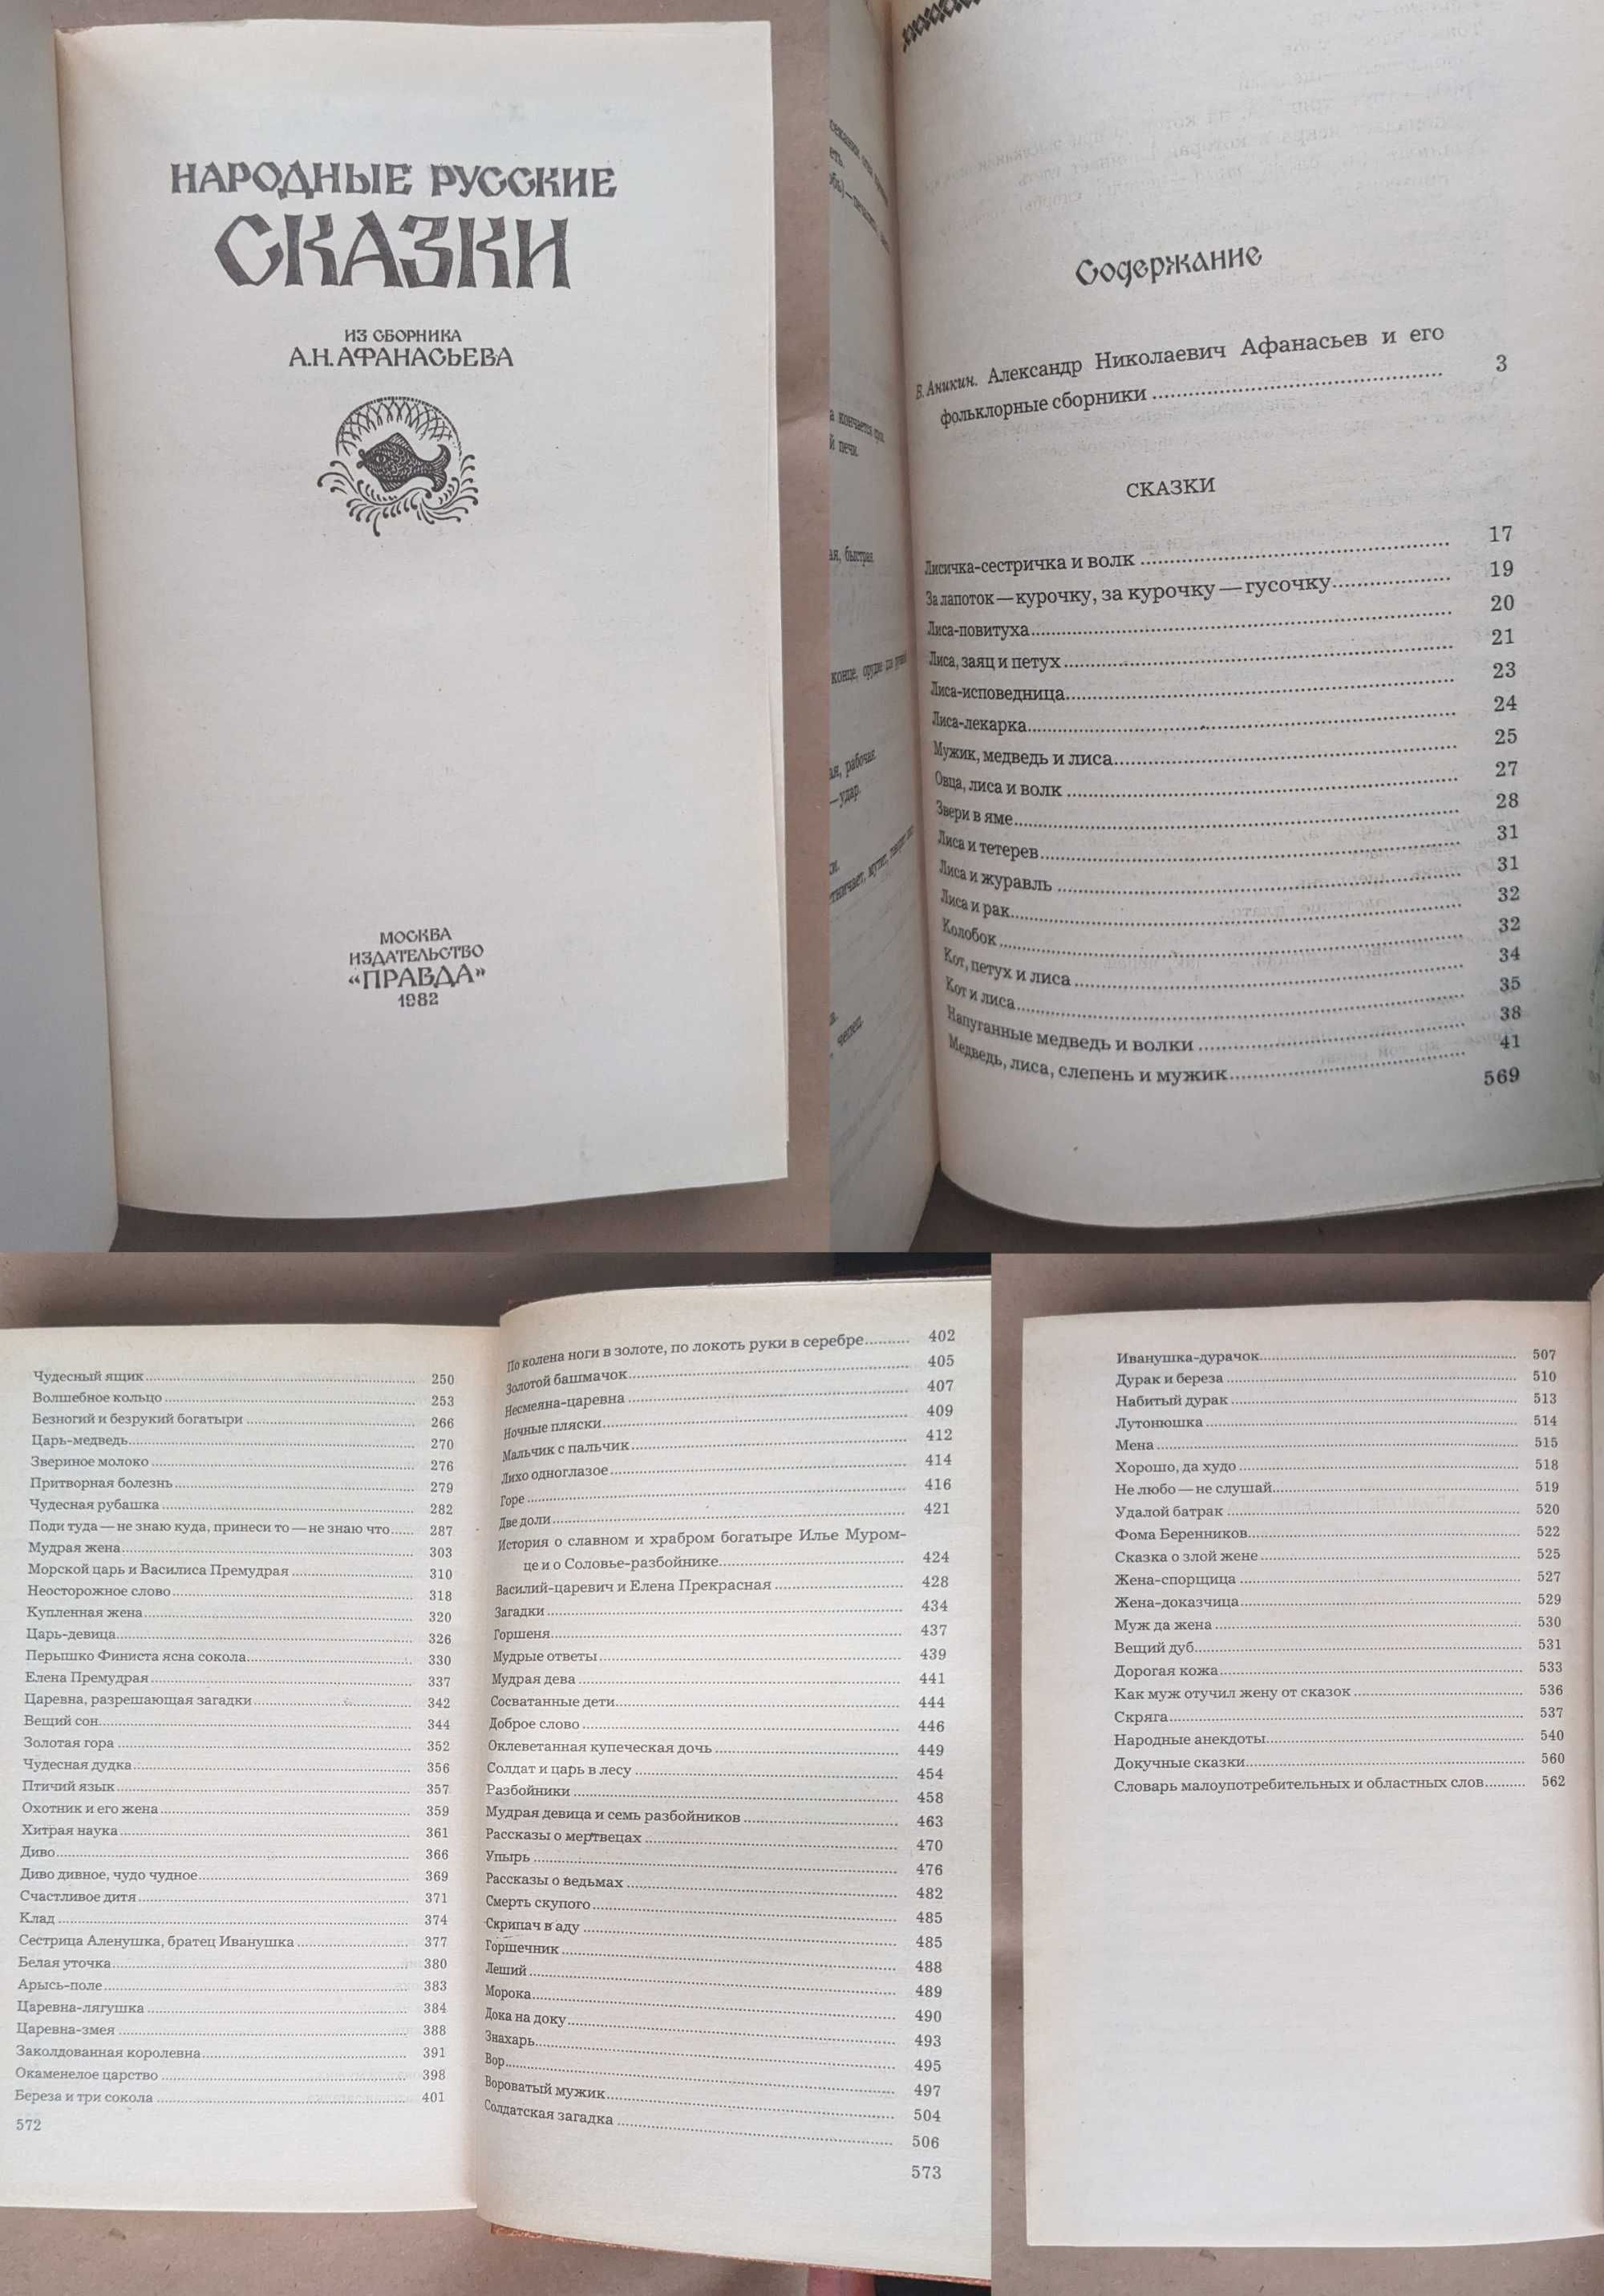 НАРОДНЫЕ РУССКИЕ
СКАЗКИ
ИЗ СБОРНИКА
А.Н.АФАНАСЬЕВА
МОСКВА
ИЗДАТЕЛЬСТВО
«ПРАВДА»
1982
конце, орудие
Содержание
В. Аникин. Александр Николаевич Афанасьев и его
фольклорные сборники 3
СКАЗКИ
Лисичка-сестричка и волк 17
За лапоток — курочку, за курочку — гусочку 19
Лиса-повитуха 20
Лиса, заяц и петух 21
Лиса-исповедница 23
Лиса-лекарка 24
Мужик, медведь и лиса 25
Овца, лиса и волк 27
Звери в яме 28
Лиса и тетерев 31
Лиса и журавль 31
Лиса и рак 32
Колобок 32
Кот, петух и лиса 34
Кот и лиса 35
Напуганные медведь и волки 38
Медведь, лиса, слепень и мужик 41
569
Чудесный ящик 250
Волшебное кольцо 253
Безногий и безрукий богатыри 266
Царь-медведь 270
Звериное молоко 276
Притворная болезнь 279
Чудесная рубашка 282
Поди туда — не знаю куда, принеси то — не знаю что 287
Мудрая жена 303
Морской царь и Василиса Премудрая 310
Неосторожное слово 318
Купленная жена 320
Царь-девица 326
Перышко Финиста ясна сокола 330
Елена Премудрая 337
Царевна, разрешающая загадки 342
Вещий сон 344
Золотая гора 352
Чудесная дудка 356
Птичий язык 357
Охотник и его жена 359
Хитрая наука 361
Диво 366
Диво дивное, чудо чудное 369
Счастливое дитя 371
Клад 374
Сестрица Аленушка, братец Иванушка 377
Белая уточка 380
Арысь-поле 383
Царевна-лягушка 384
Царевна-змея 388
Заколдованная королевна 391
Окаменелое царство 398
Береза и три сокола 401
572
По колена ноги в золоте, по локоть руки в серебре 402
Золотой башмачок 405
Несмеяна-царевна 407
Ночные пляски 409
Мальчик с пальчик 412
Лихо одноглазое 414
Горе 416
Две доли 421
История о славном и храбром богатыре Илье Муром-
це и о Соловье-разбойнике 424
Василий-царевич и Елена Прекрасная 428
Загадки 434
Горшеня 437
Мудрые ответы 439
Мудрая дева 441
Сосватанные дети 444
Доброе слово 446
Оклеветанная купеческая дочь 449
Солдат и царь в лесу 454
Разбойники 458
Мудрая девица и семь разбойников 463
Рассказы о мертвецах 470
Упырь 476
Рассказы о ведьмах 482
Смерть скупого 485
Скрипач в аду 485
Горшечник 488
Леший 489
Морока 490
Дока на доку 493
Знахарь 495
Вор 497
Вороватый мужик 504
Солдатская загадка 506
573
Иванушка-дурачок 507
Дурак и береза 510
Набитый дурак 513
Лутонюшка 514
Мена 515
Хорошо, да худо 518
Не любо — не слушай 519
Удалой батрак 520
Фома Беренников 522
Сказка о злой жене 525
Жена-спорщица 527
Жена-доказчица 529
Муж да жена 530
Вещий дуб 531
Дорогая кожа 533
Как муж отучил жену от сказок 536
Скряга 537
Народные анекдоты 540
Докучные сказки 560
Словарь малоупотребительных и областных слов 562